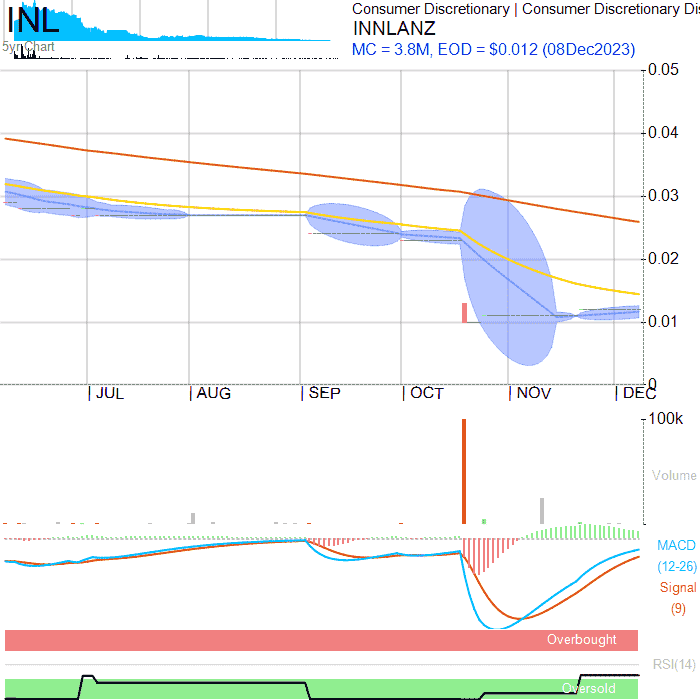 INL
5yr Chart
Consumer Discretionary | Consumer Discretionary Dis
INNLANZ
MC = 3.8M, EOD = $0.012 (08Dec2023)
0.05
0.04
0.03
0.02
0.01
0
JUL AUG SEP OCT NOV DEC
100k
Volume
MACD
(12-26)
Signal
(9)
Overbought
RSI(14)
Oversold